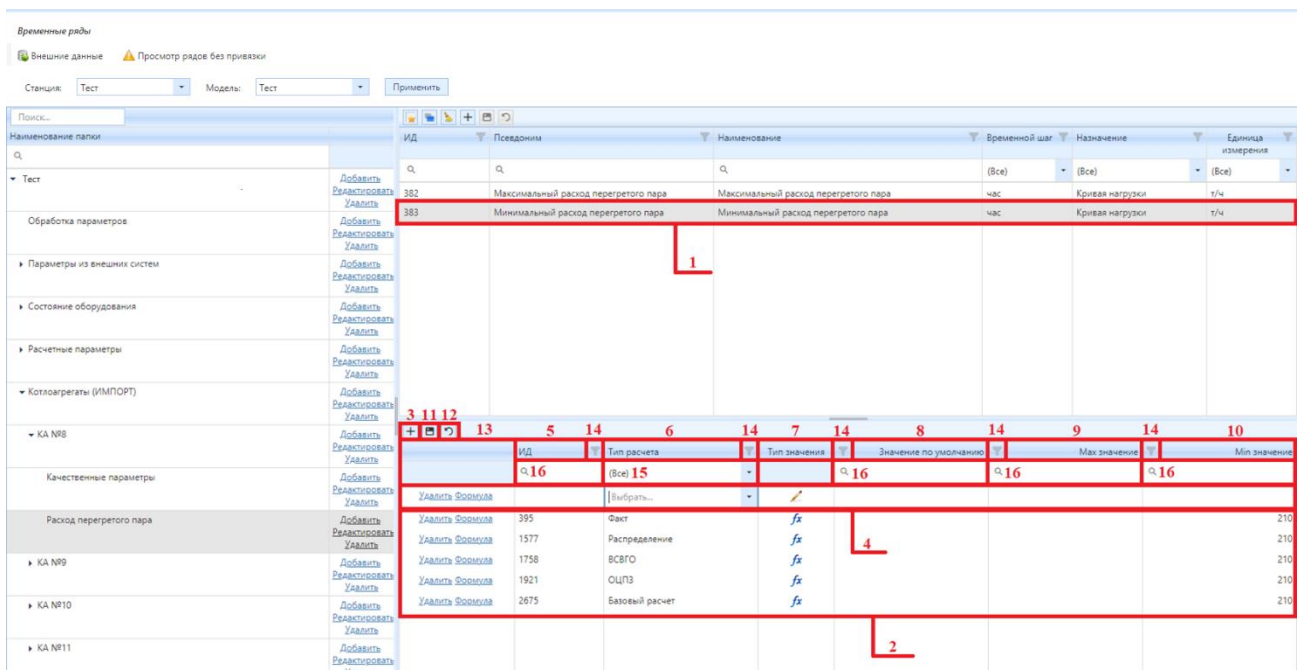 Временные ряды
Внешние данные Просмотр рядов без привязки
Станция: Тест Модель: Тест Применить
Поиск...
Наименование папки
ИД Псевдоним Наименование Временной шаг Назначение Единица измерения
(Все) (Все) (Все)
Тест Добавить Редактировать Удалить
382 Максимальный расход перегретого пара Максимальный расход перегретого пара час Кривая нагрузки т/ч
383 Минимальный расход перегретого пара Минимальный расход перегретого пара час Кривая нагрузки т/ч
1
Обработка параметров Добавить Редактировать Удалить
Параметры из внешних систем Добавить Редактировать Удалить
Состояние оборудования Добавить Редактировать Удалить
Расчетные параметры Добавить Редактировать Удалить
Котлоагрегаты (ИМПОРТ) Добавить Редактировать Удалить
КА №8 Добавить Редактировать Удалить
Качественные параметры Добавить Редактировать Удалить
Расход перегретого пара Добавить Редактировать Удалить
КА №9 Добавить Редактировать Удалить
КА №10 Добавить Редактировать Удалить
КА №11 Добавить Редактировать
3 11 12 13 5 14 6 14 7 14 8 14 9 14 10
ИД Тип расчета Тип значения Значение по умолчанию Max значение Min значение
16 (Все) 15 16 16 16
Удалить Формула Выбрать...
Удалить Формула 395 Факт fx 210
4
Удалить Формула 1577 Распределение fx 210
Удалить Формула 1758 ВСВГО fx 210
Удалить Формула 1921 ОЦПЗ fx 210
Удалить Формула 2675 Базовый расчет fx 210
2